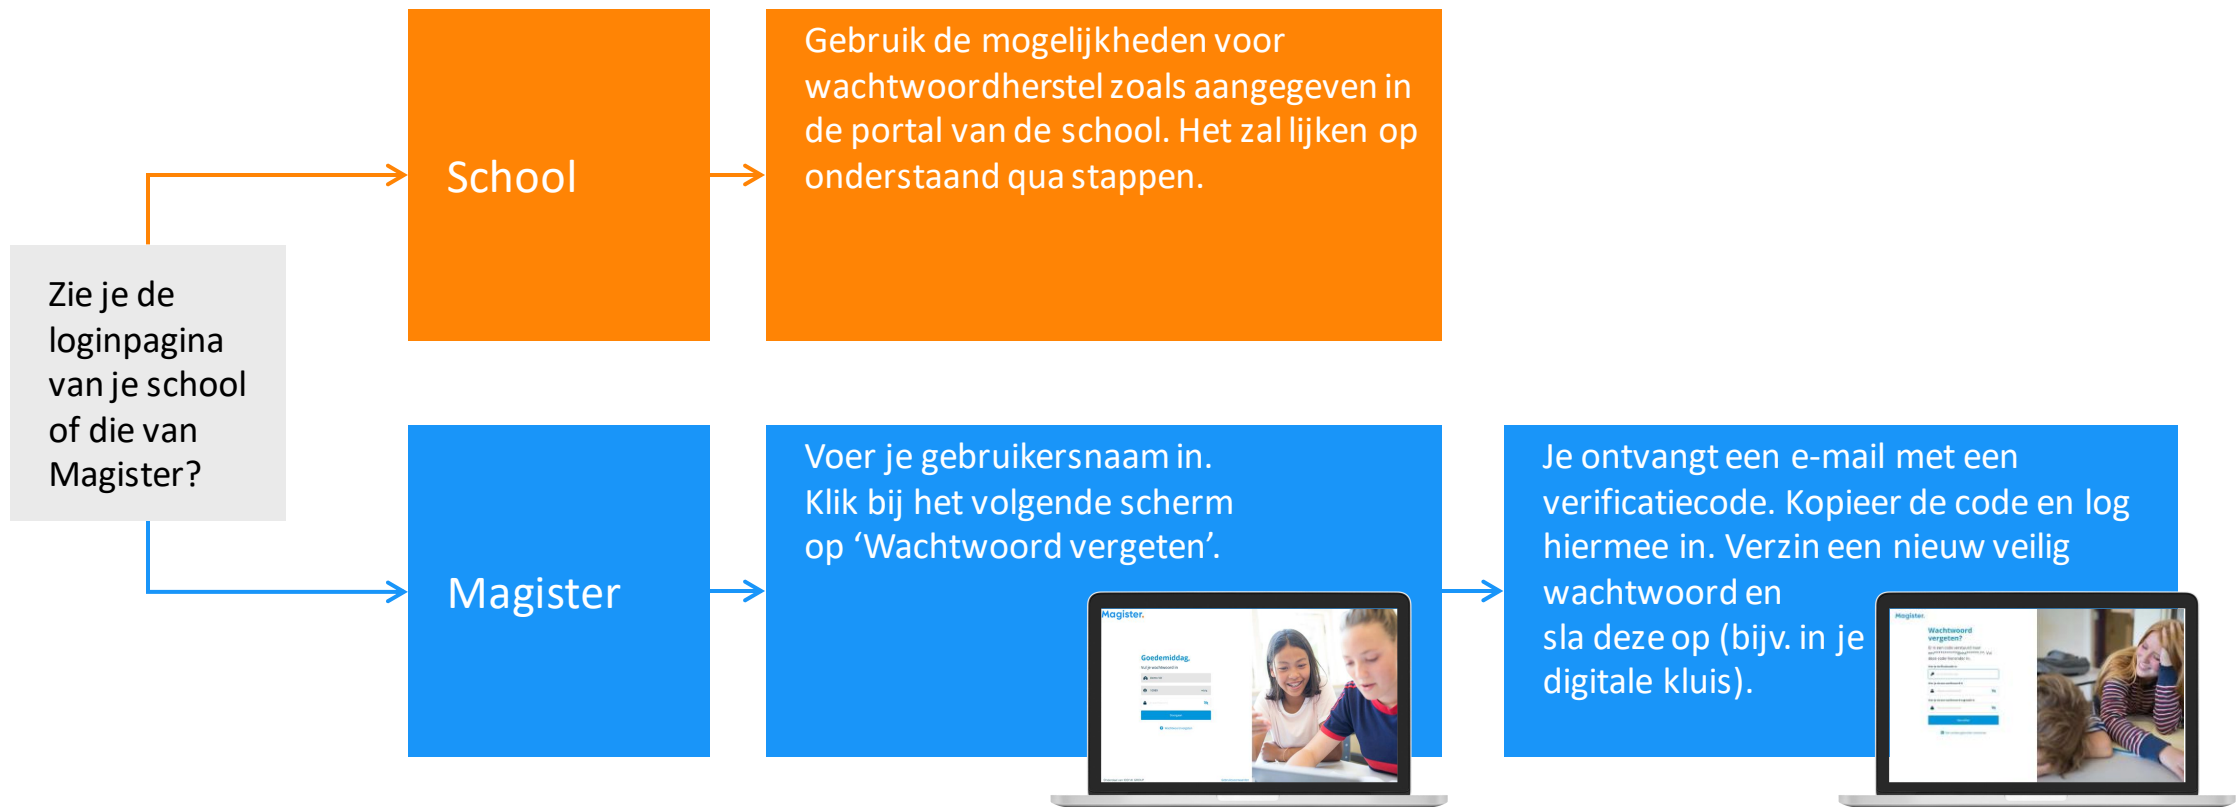 Zie je de
loginpagina
van je school
of die van
Magister?
School
Gebruik de mogelijkheden voor
wachtwoordherstel zoals aangegeven in
de portal van de school. Het zal lijken op
onderstaand qua stappen.
Magister
Voer je gebruikersnaam in.
Klik bij het volgende scherm
op ‘Wachtwoord vergeten’.
Magister.
Goedemiddag,
Je ontvangt een e-mail met een
verificatiecode. Kopieer de code en log
hiermee in. Verzin een nieuw veilig
wachtwoord en
sla deze op (bijv. in je
digitale kluis).
Magister.
Wachtwoord
vergeten?